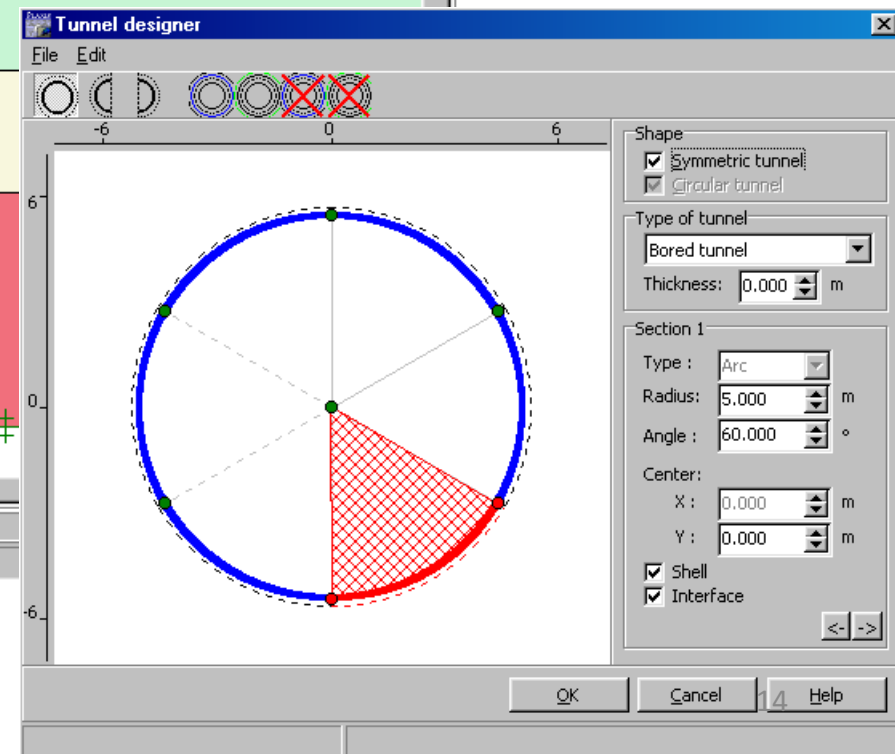 PLAXIS Tunnel designer
File Edit
-6 0 6
6
0
-6
Shape
Symmetric tunnel
Circular tunnel
Type of tunnel
Bored tunnel
Thickness: 0.000 m
Section 1
Type : Arc
Radius: 5.000 m
Angle : 60.000 °
Center:
X : 0.000 m
Y : 0.000 m
Shell
Interface
<- ->
OK Cancel 14 Help